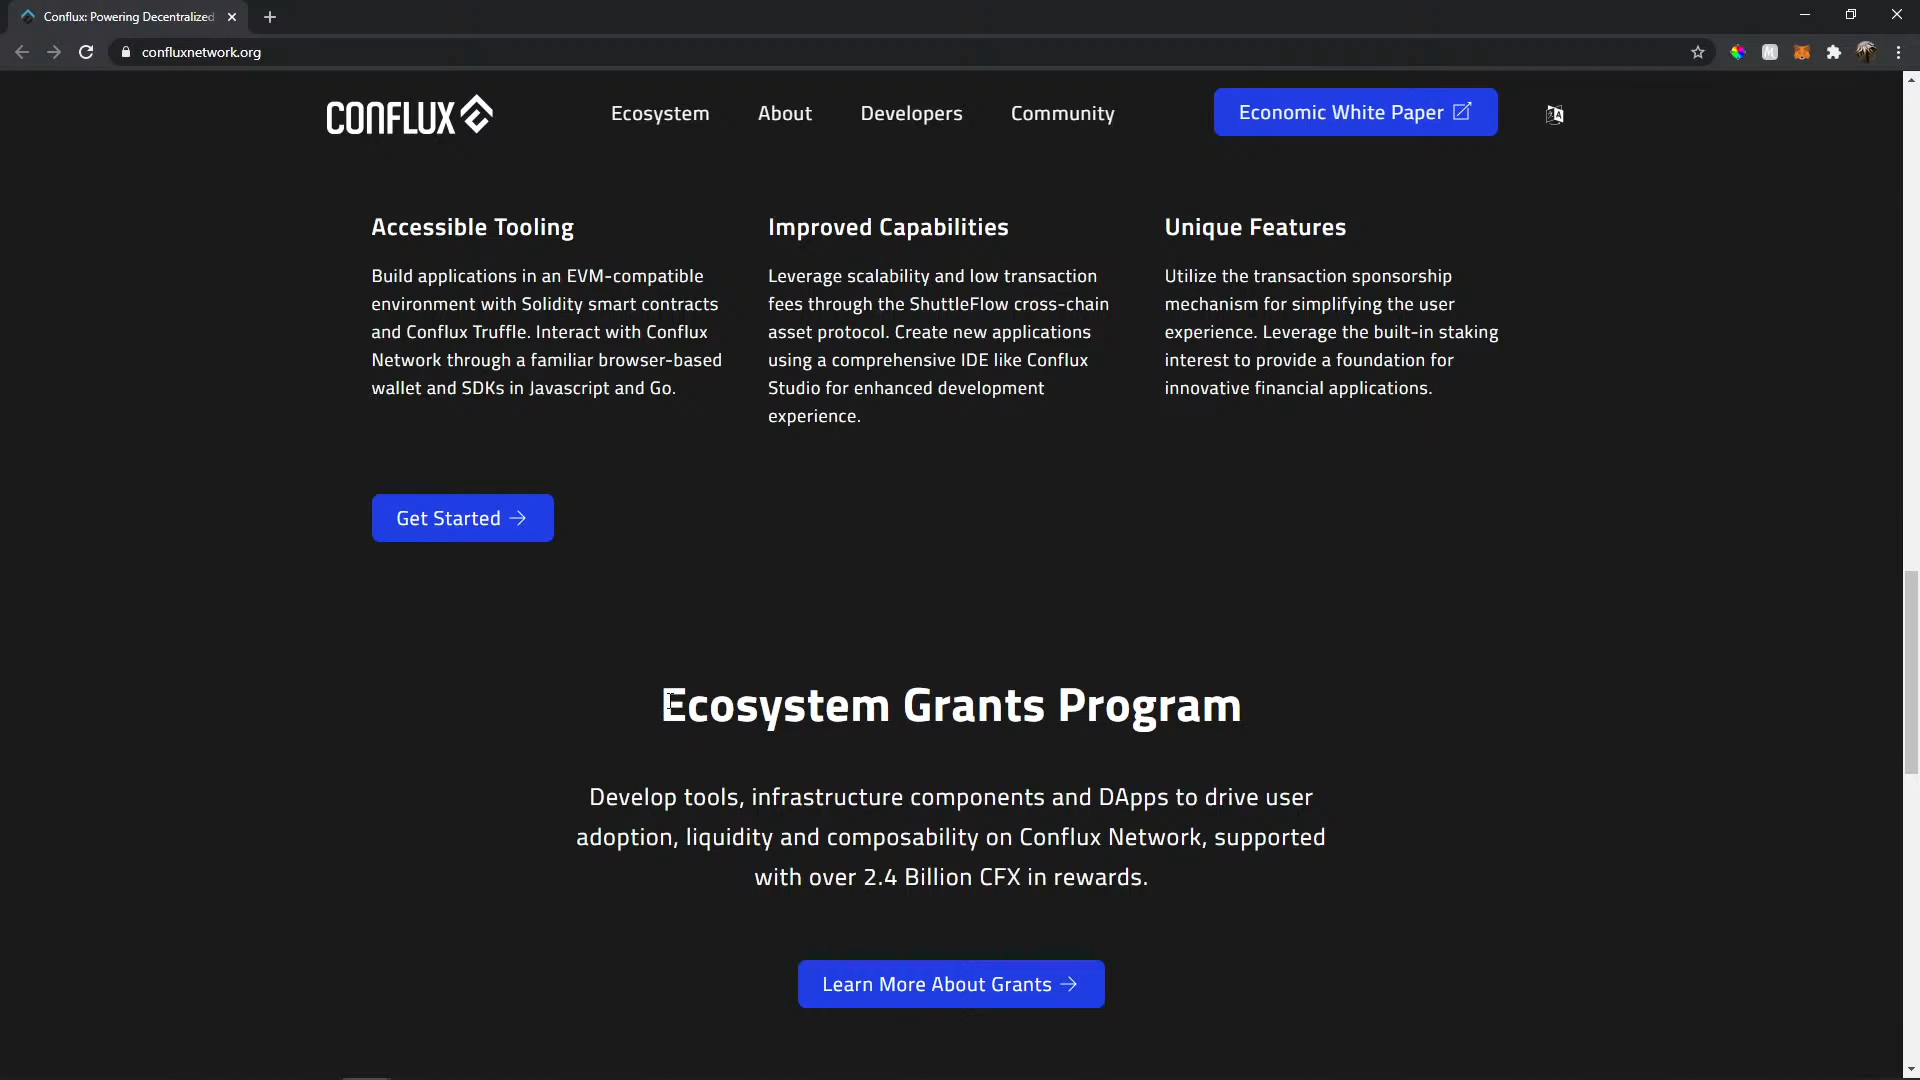 Conflux: Powering Decentralized
confluxnetwork.org
CONFLUX
Ecosystem
About
Developers
Community
Economic White Paper
Accessible Tooling
Build applications in an EVM-compatible
environment with Solidity smart contracts
and Conflux Truffle. Interact with Conflux
Network through a familiar browser-based
wallet and SDKs in Javascript and Go.
Improved Capabilities
Leverage scalability and low transaction
fees through the ShuttleFlow cross-chain
asset protocol. Create new applications
using a comprehensive IDE like Conflux
Studio for enhanced development
experience.
Unique Features
Utilize the transaction sponsorship
mechanism for simplifying the user
experience. Leverage the built-in staking
interest to provide a foundation for
innovative financial applications.
Get Started →
Ecosystem Grants Program
Develop tools, infrastructure components and DApps to drive user
adoption, liquidity and composability on Conflux Network, supported
with over 2.4 Billion CFX in rewards.
Learn More About Grants →